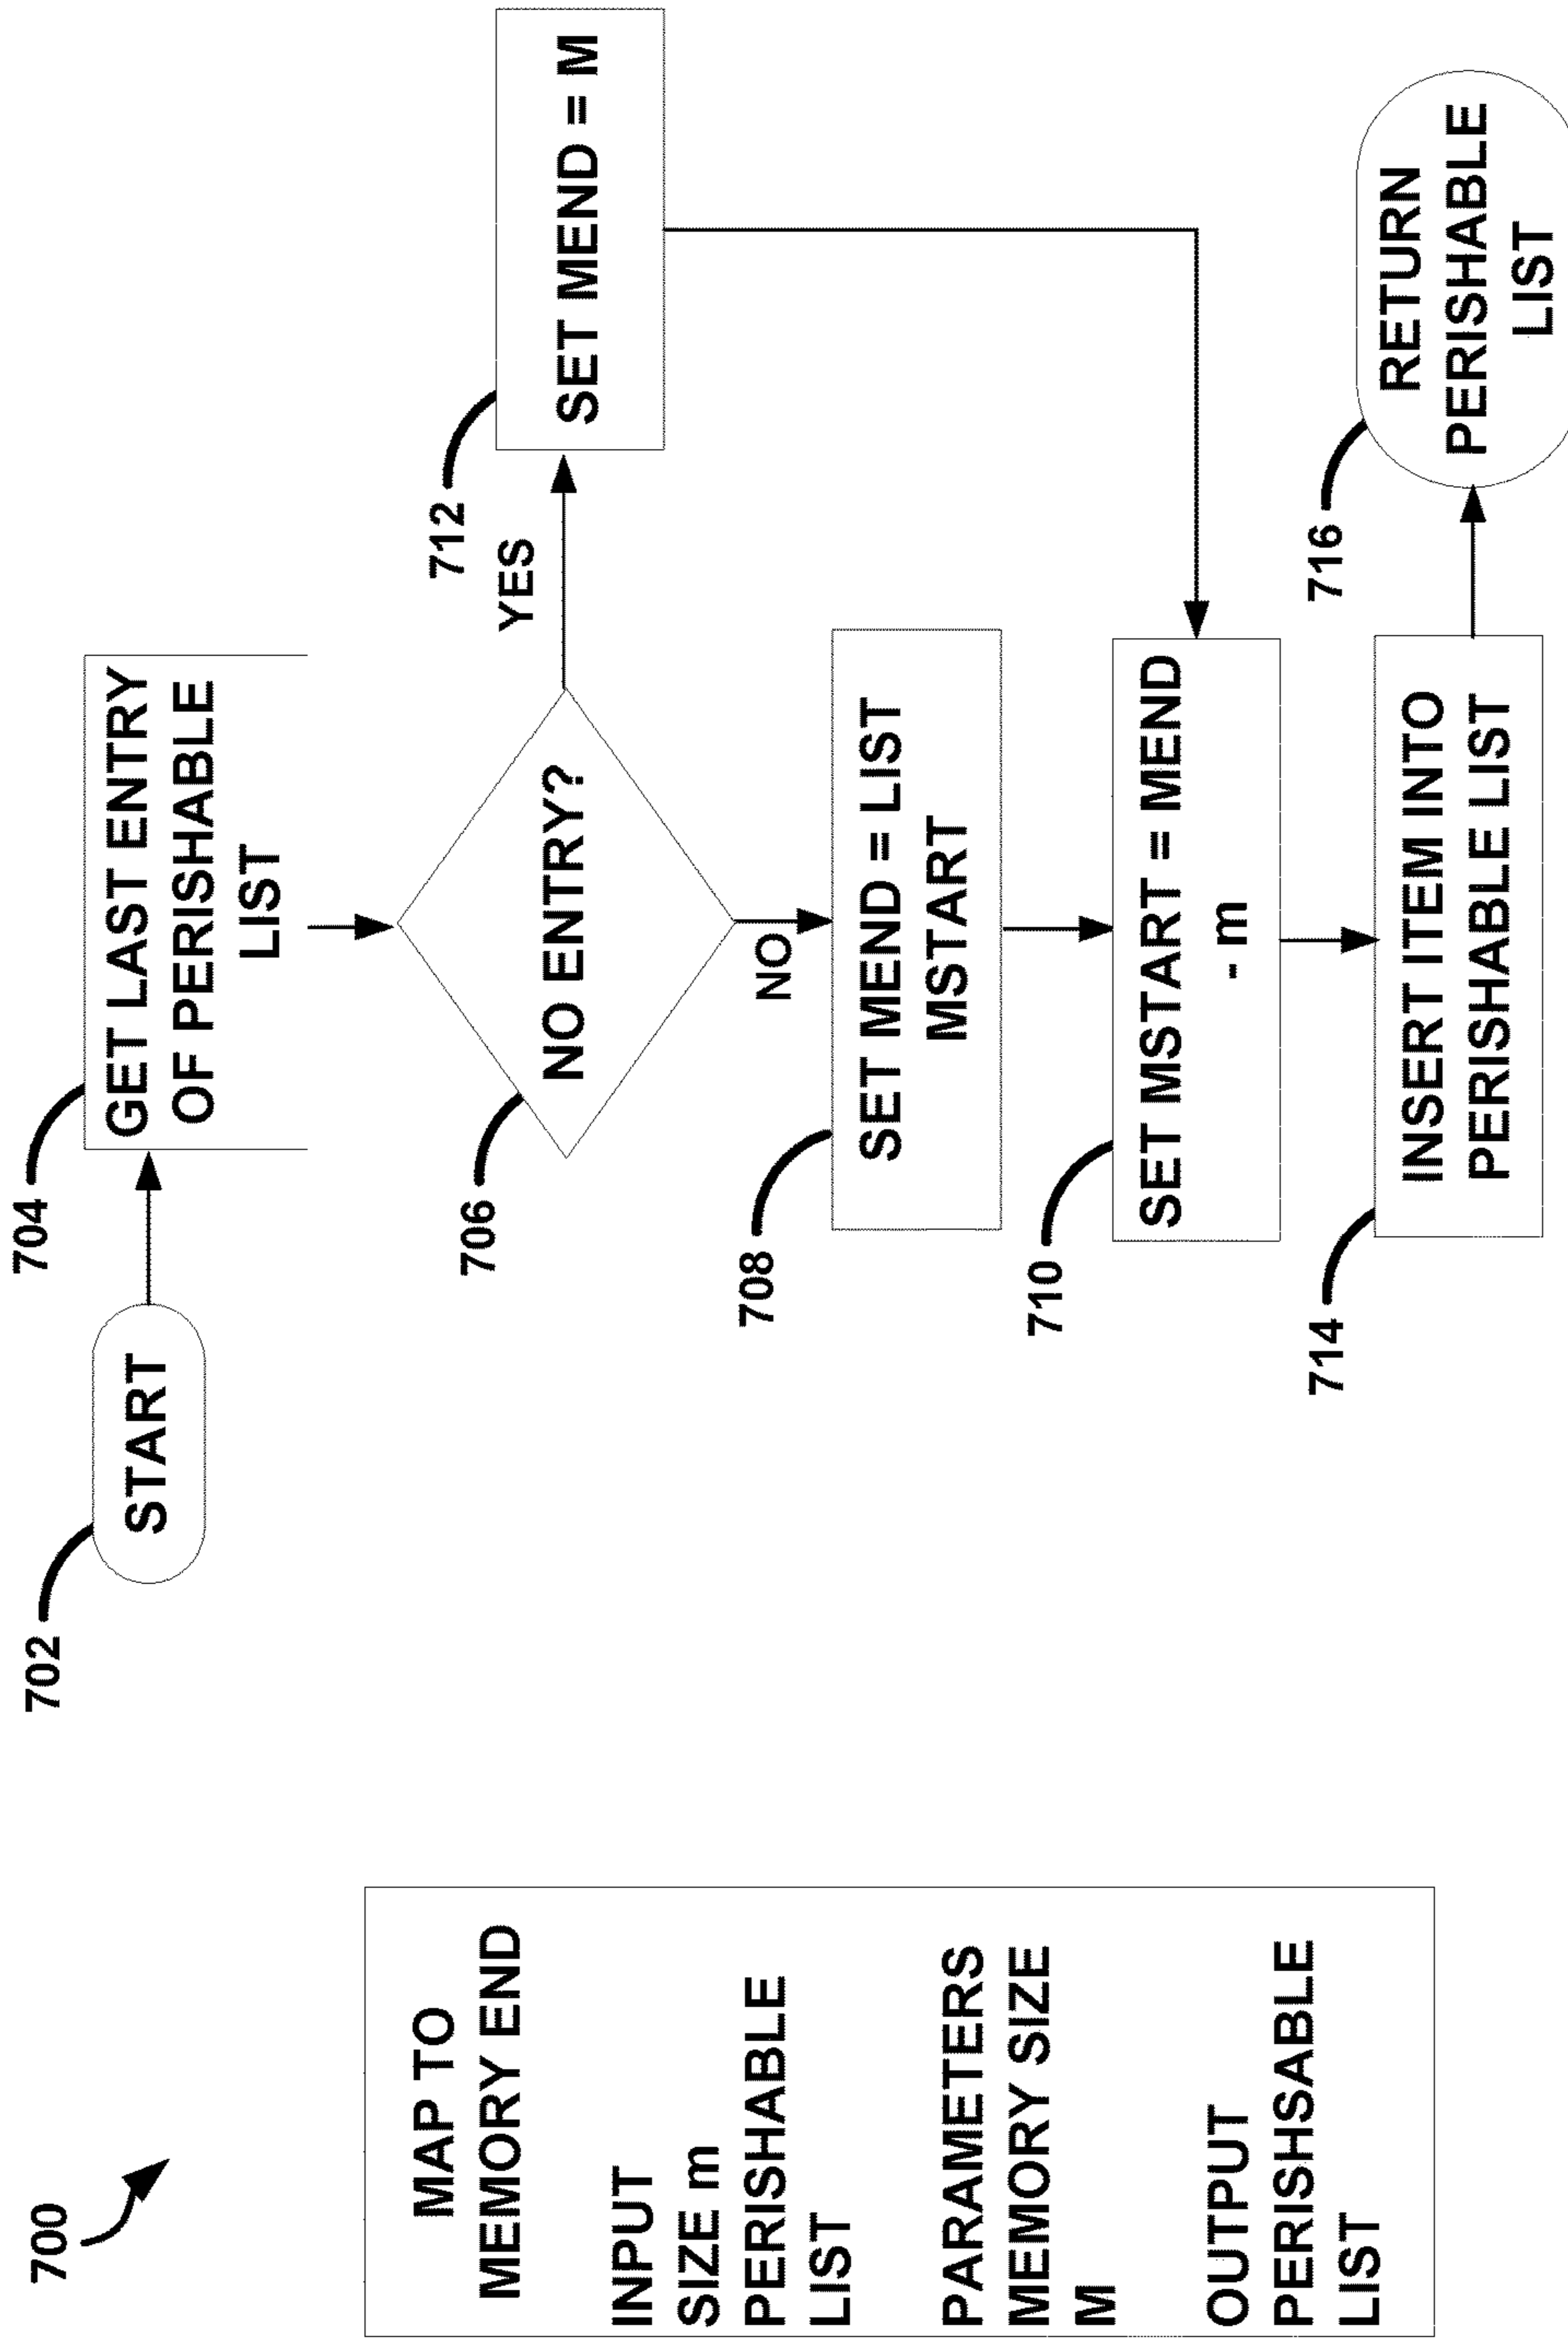 700
MAP TO
MEMORY END
INPUT
SIZE m
PERISHABLE
LIST
PARAMETERS
MEMORY SIZE
M
OUTPUT
PERISHSABLE
LIST
702
START
704
GET LAST ENTRY
OF PERISHABLE
LIST
706
NO ENTRY?
YES
712
SET MEND = M
NO
708
SET MEND = LIST
MSTART
710
SET MSTART = MEND
- m
714
INSERT ITEM INTO
PERISHABLE LIST
716
RETURN
PERISHABLE
LIST